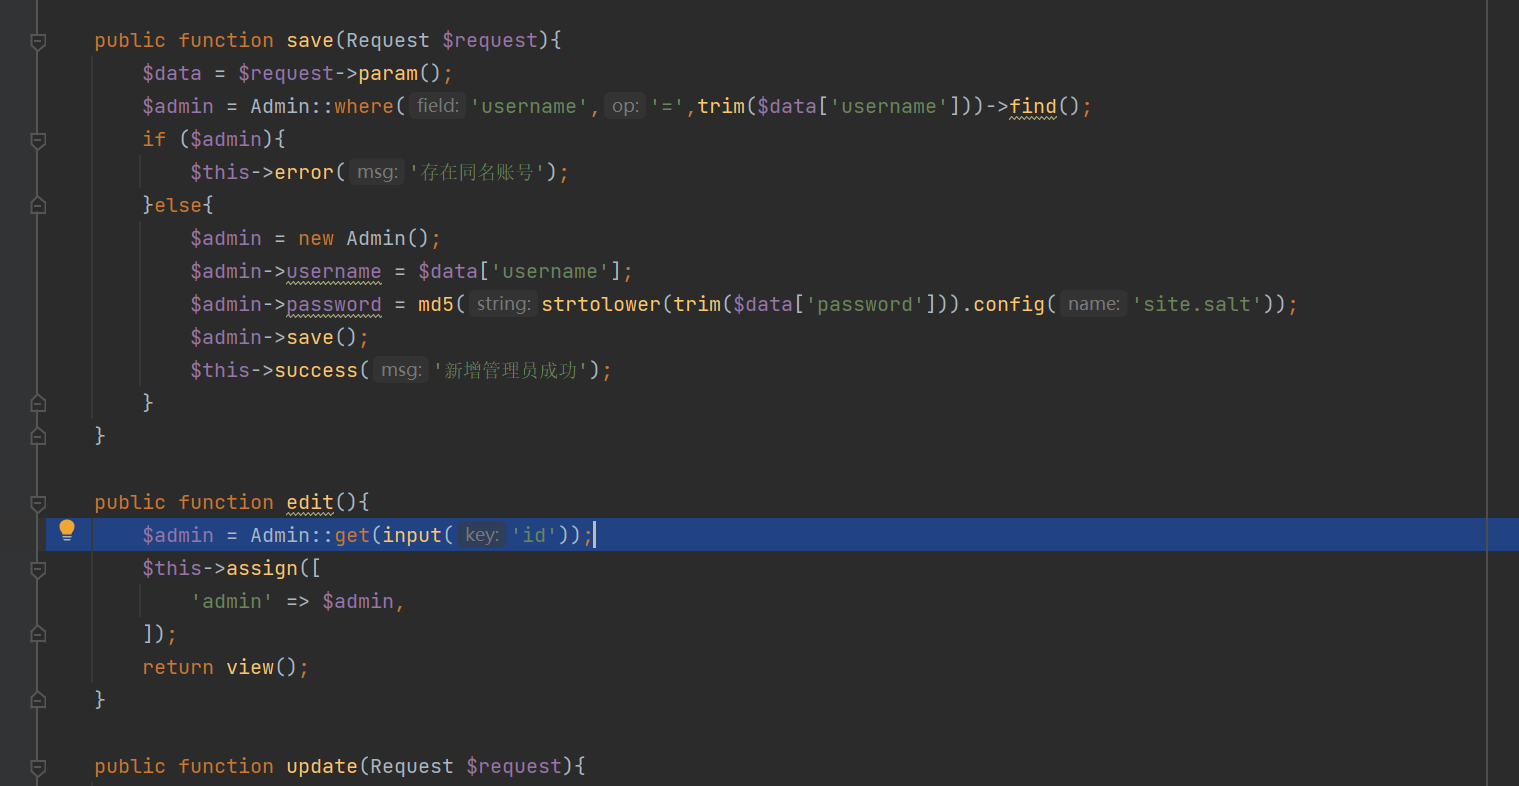 public function save(Request $request){
$data = $request->param();
$admin = Admin::where( field: 'username', op: '=',trim($data['username']))->find();
if ($admin){
$this->error( msg: '存在同名账号');
}else{
$admin = new Admin();
$admin->username = $data['username'];
$admin->password = md5( string: strtolower(trim($data['password'])).config( name: 'site.salt'));
$admin->save();
$this->success( msg: '新增管理员成功');
}
}
public function edit(){
$admin = Admin::get(input( key: 'id'));
$this->assign([
'admin' => $admin,
]);
return view();
}
public function update(Request $request){